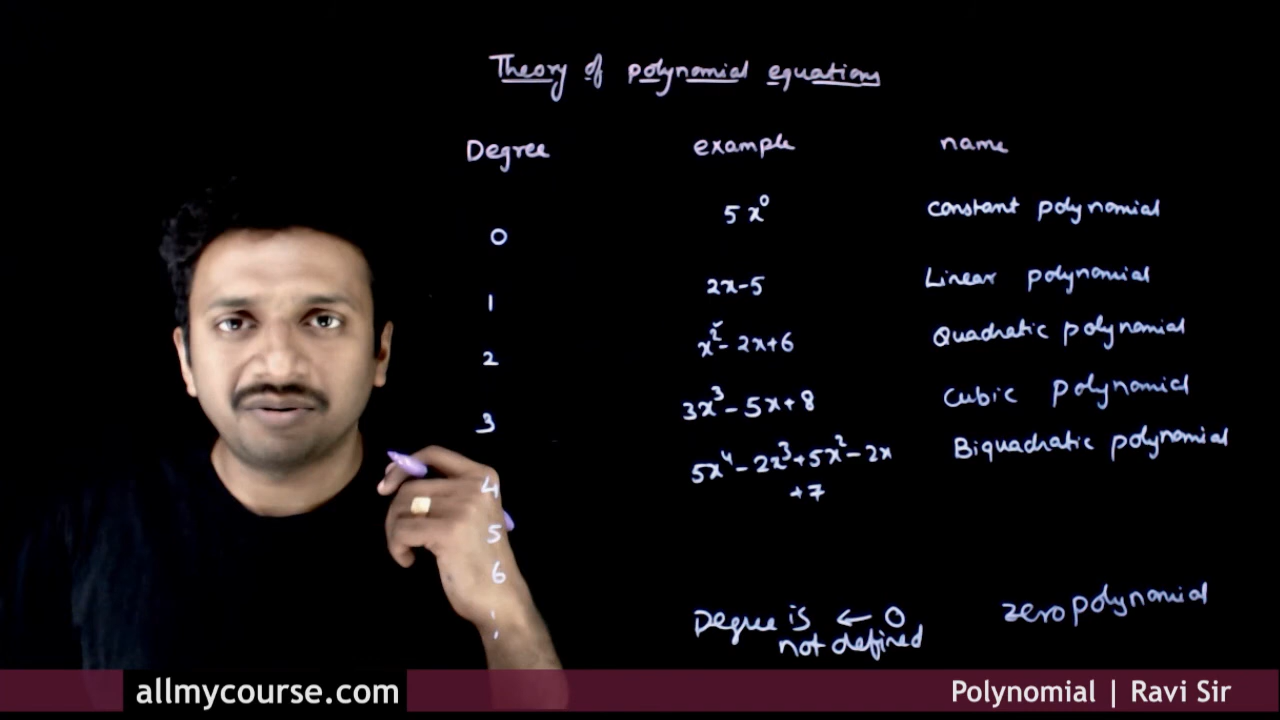 Theory of polynomial equations
Degree example name
0 5x⁰ constant polynomial
1 2x-5 Linear polynomial
2 x²-2x+6 Quadratic polynomial
3 3x³-5x+8 Cubic polynomial
4 5x⁴-2x³+5x²-2x Biquadratic polynomial
+7
5
6
Degree is ← 0 zero polynomial
not defined
allmycourse.com Polynomial | Ravi Sir